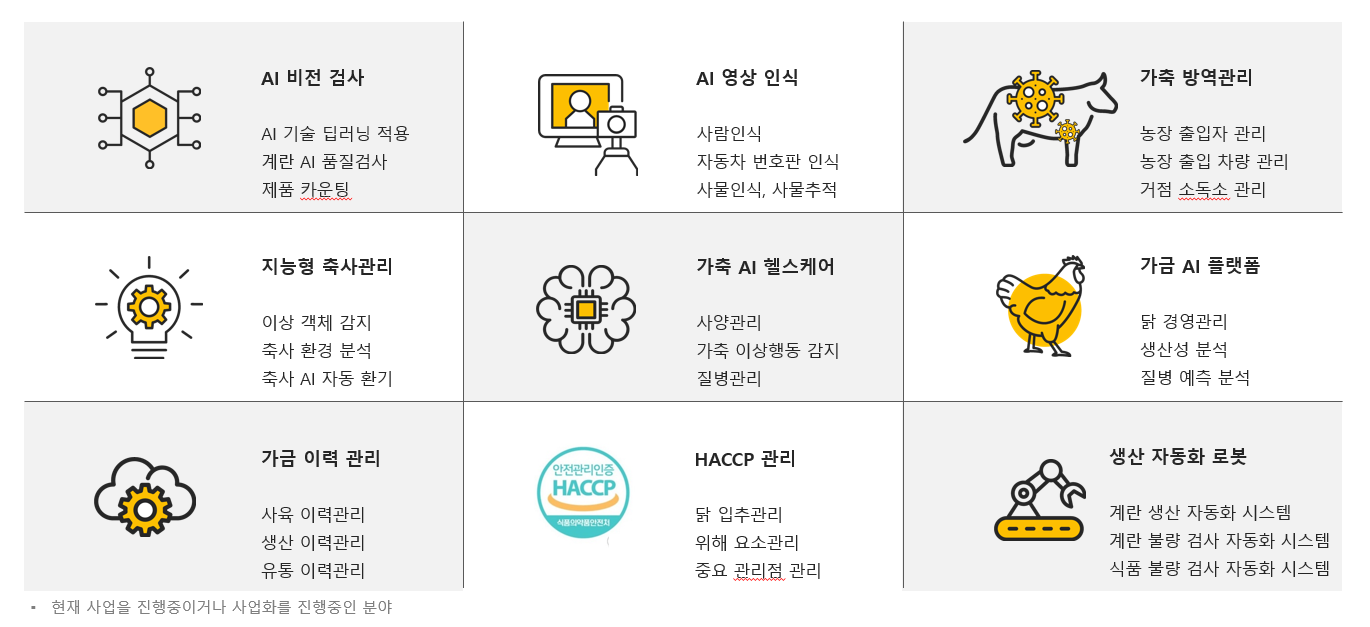 AI 비전 검사
AI 기술 딥러닝 적용
계란 AI 품질검사
제품 카운팅
AI 영상 인식
사람인식
자동차 번호판 인식
사물인식, 사물추적
가축 방역관리
농장 출입자 관리
농장 출입 차량 관리
거점 소독소 관리
지능형 축사관리
이상 객체 감지
축사 환경 분석
축사 AI 자동 환기
가축 AI 헬스케어
사양관리
가축 이상행동 감지
질병관리
가금 AI 플랫폼
닭 경영관리
생산성 분석
질병 예측 분석
가금 이력 관리
사육 이력관리
생산 이력관리
유통 이력관리
안전관리인증
HACCP
식품의약품안전처
HACCP 관리
닭 입추관리
위해 요소관리
중요 관리점 관리
생산 자동화 로봇
계란 생산 자동화 시스템
계란 불량 검사 자동화 시스템
식품 불량 검사 자동화 시스템
▪ 현재 사업을 진행중이거나 사업화를 진행중인 분야